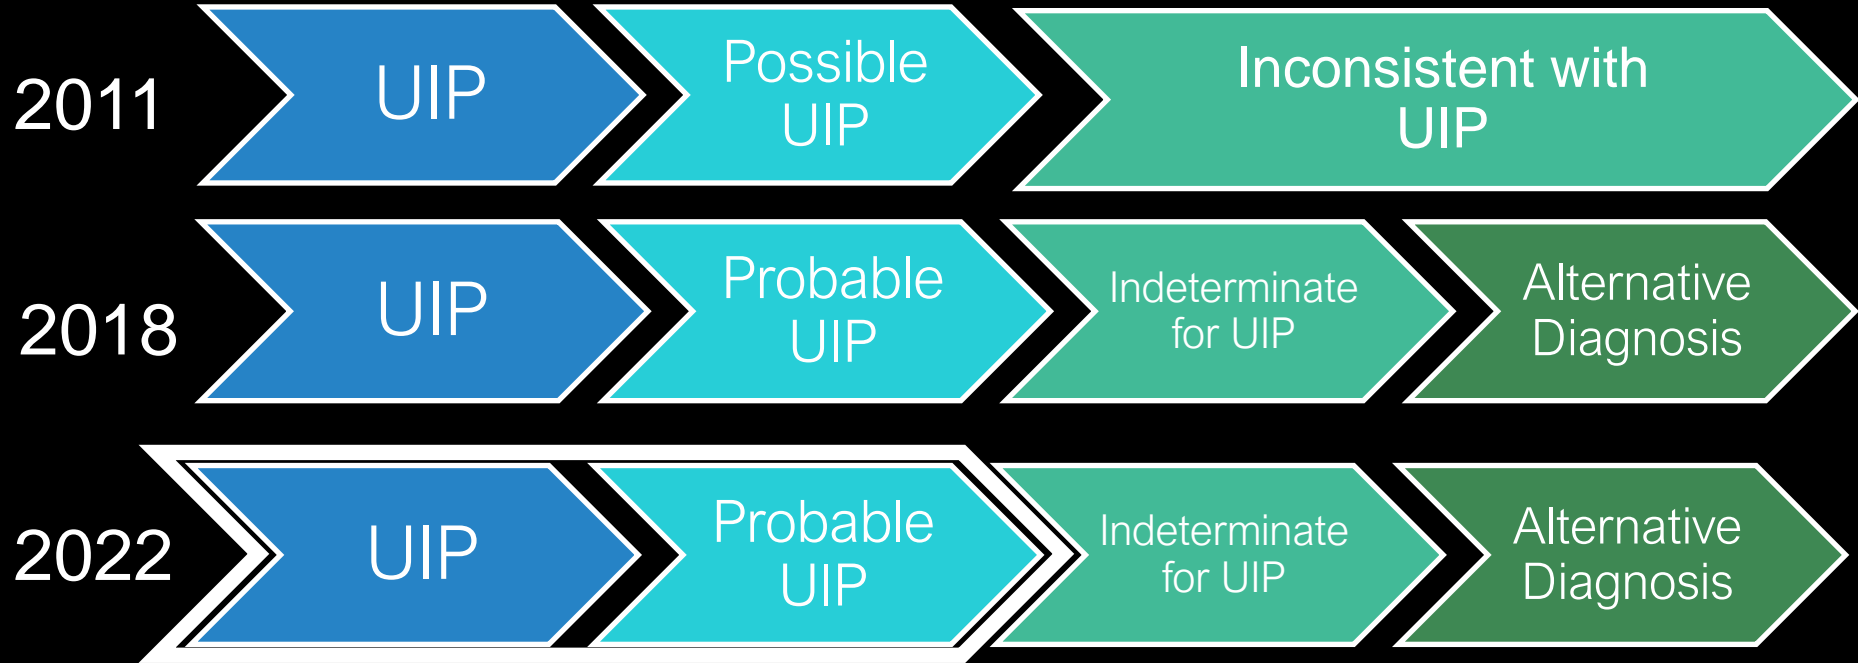 2011
UIP
Possible
UIP
Inconsistent with
UIP
2018
UIP
Probable
UIP
Indeterminate
for UIP
Alternative
Diagnosis
2022
UIP
Probable
UIP
Indeterminate
for UIP
Alternative
Diagnosis